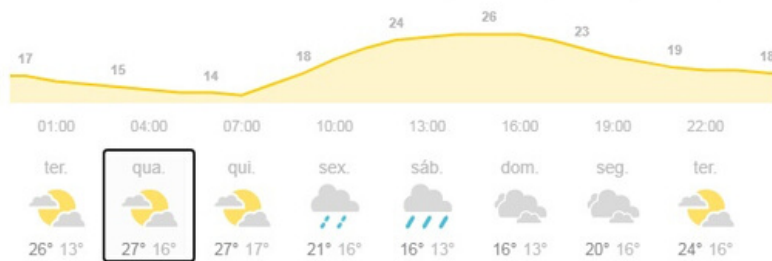 17 15 14 18 24 26 23 19 18
01:00 04:00 07:00 10:00 13:00 16:00 19:00 22:00
ter. qua. qui. sex. sáb. dom. seg. ter.
26° 13° 27° 16° 27° 17° 21° 16° 16° 13° 16° 13° 20° 16° 24° 16°